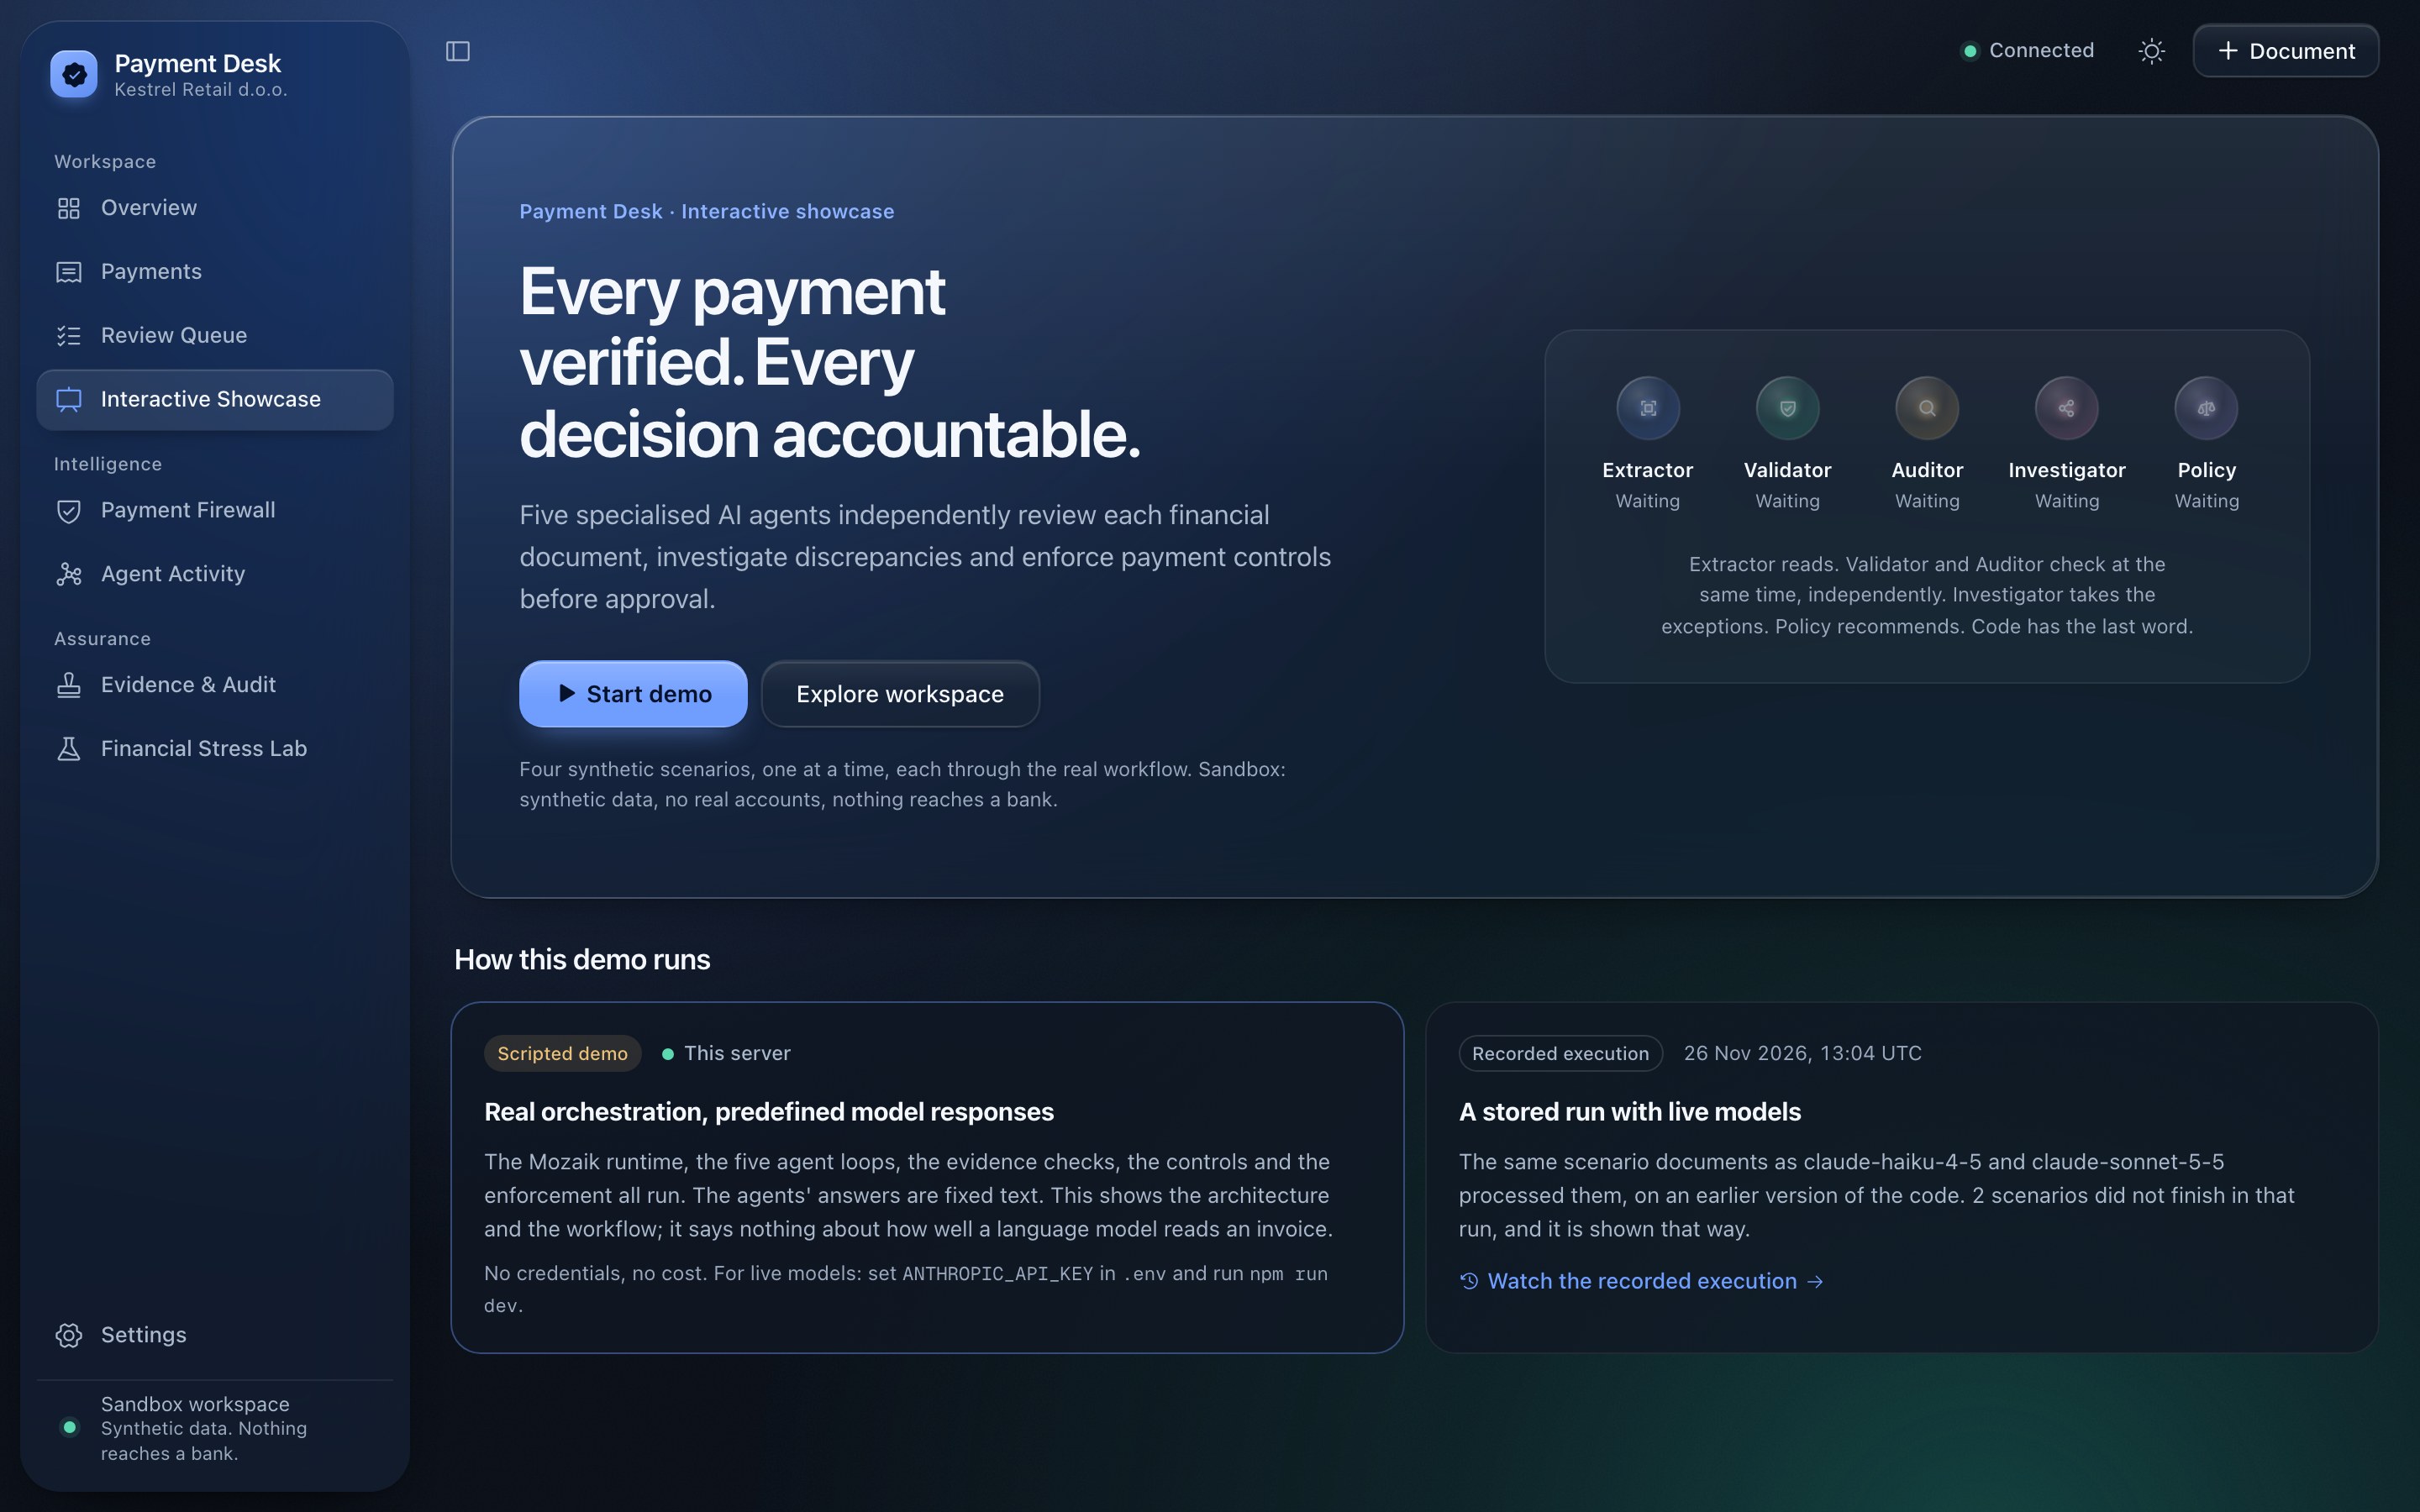 Payment Desk
Kestrel Retail d.o.o.
Workspace
Overview
Payments
Review Queue
Interactive Showcase
Intelligence
Payment Firewall
Agent Activity
Assurance
Evidence & Audit
Financial Stress Lab
Settings
Sandbox workspace
Synthetic data. Nothing
reaches a bank.
Connected
Document
Payment Desk · Interactive showcase
Every payment
verified. Every
decision accountable.
Five specialised AI agents independently review each financial
document, investigate discrepancies and enforce payment controls
before approval.
Start demo
Explore workspace
Four synthetic scenarios, one at a time, each through the real workflow. Sandbox:
synthetic data, no real accounts, nothing reaches a bank.
Extractor Validator Auditor Investigator Policy
Waiting Waiting Waiting Waiting Waiting
Extractor reads. Validator and Auditor check at the
same time, independently. Investigator takes the
exceptions. Policy recommends. Code has the last word.
How this demo runs
Scripted demo This server
Real orchestration, predefined model responses
The Mozaik runtime, the five agent loops, the evidence checks, the controls and the
enforcement all run. The agents' answers are fixed text. This shows the architecture
and the workflow; it says nothing about how well a language model reads an invoice.
No credentials, no cost. For live models: set ANTHROPIC_API_KEY in .env and run npm run
dev.
Recorded execution 26 Nov 2026, 13:04 UTC
A stored run with live models
The same scenario documents as claude-haiku-4-5 and claude-sonnet-5-5
processed them, on an earlier version of the code. 2 scenarios did not finish in that
run, and it is shown that way.
Watch the recorded execution →